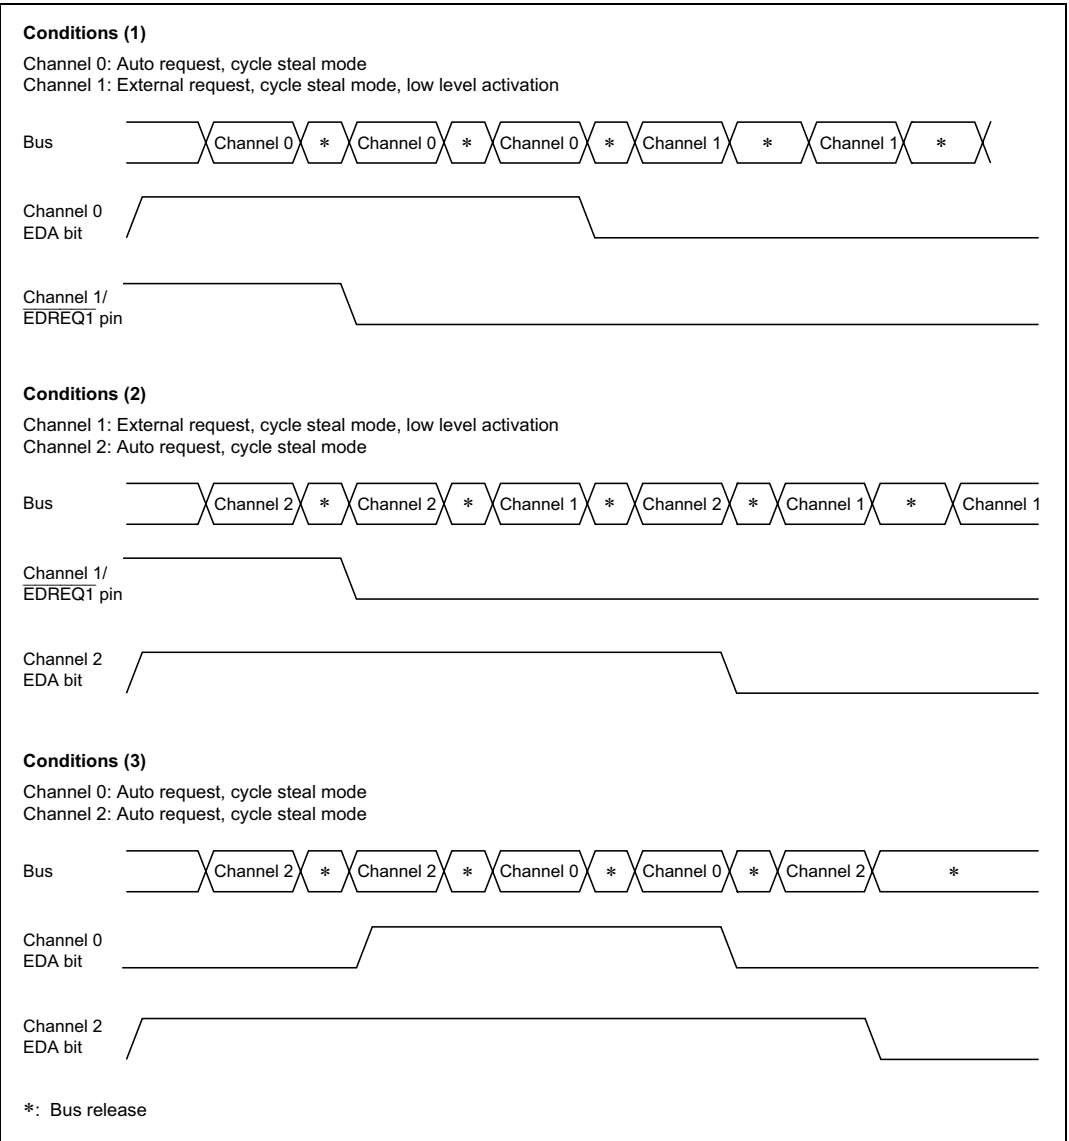 Conditions (1)
Channel 0: Auto request, cycle steal mode
Channel 1: External request, cycle steal mode, low level activation
Bus Channel 0 * Channel 0 * Channel 0 * Channel 1 * Channel 1 *
Channel 0
EDA bit
Channel 1/
EDREQ1 pin
Conditions (2)
Channel 1: External request, cycle steal mode, low level activation
Channel 2: Auto request, cycle steal mode
Bus Channel 2 * Channel 2 * Channel 1 * Channel 2 * Channel 1 * Channel 1
Channel 1/
EDREQ1 pin
Channel 2
EDA bit
Conditions (3)
Channel 0: Auto request, cycle steal mode
Channel 2: Auto request, cycle steal mode
Bus Channel 2 * Channel 2 * Channel 0 * Channel 0 * Channel 2 *
Channel 0
EDA bit
Channel 2
EDA bit
*: Bus release